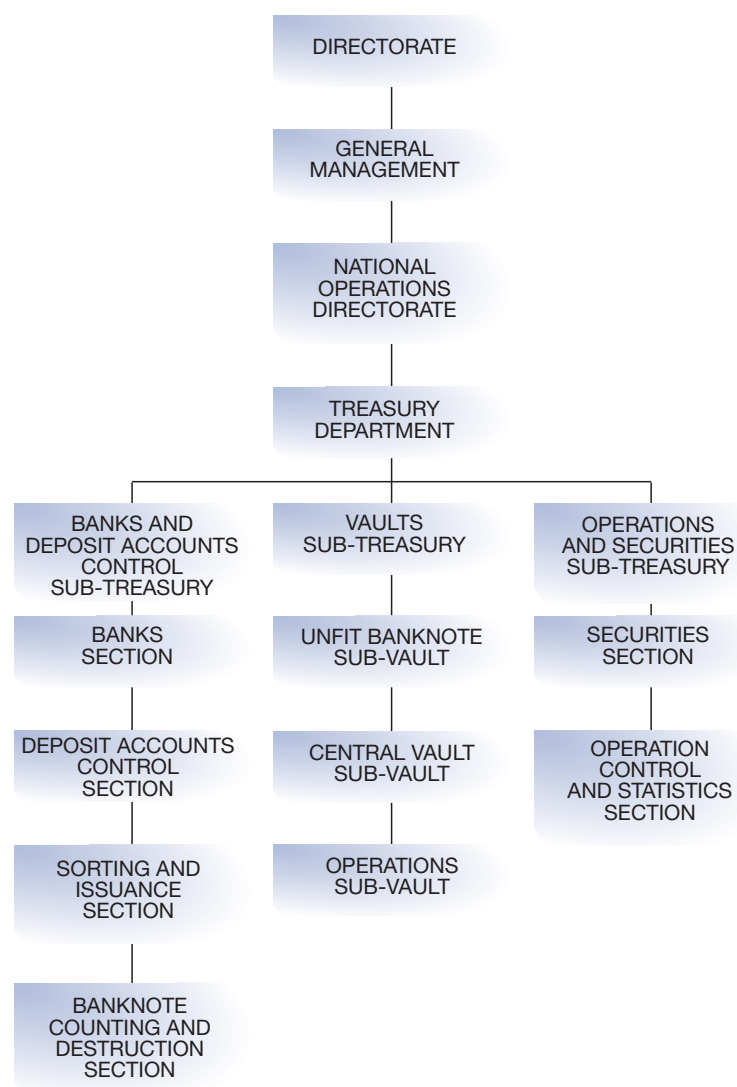 DIRECTORATE
GENERAL
MANAGEMENT
NATIONAL
OPERATIONS
DIRECTORATE
TREASURY
DEPARTMENT
BANKS AND
DEPOSIT ACCOUNTS
CONTROL
SUB-TREASURY
BANKS
SECTION
DEPOSIT ACCOUNTS
CONTROL
SECTION
SORTING AND
ISSUANCE
SECTION
BANKNOTE
COUNTING AND
DESTRUCTION
SECTION
VAULTS
SUB-TREASURY
UNFIT BANKNOTE
SUB-VAULT
CENTRAL VAULT
SUB-VAULT
OPERATIONS
SUB-VAULT
OPERATIONS
AND SECURITIES
SUB-TREASURY
SECURITIES
SECTION
OPERATION
CONTROL
AND STATISTICS
SECTION